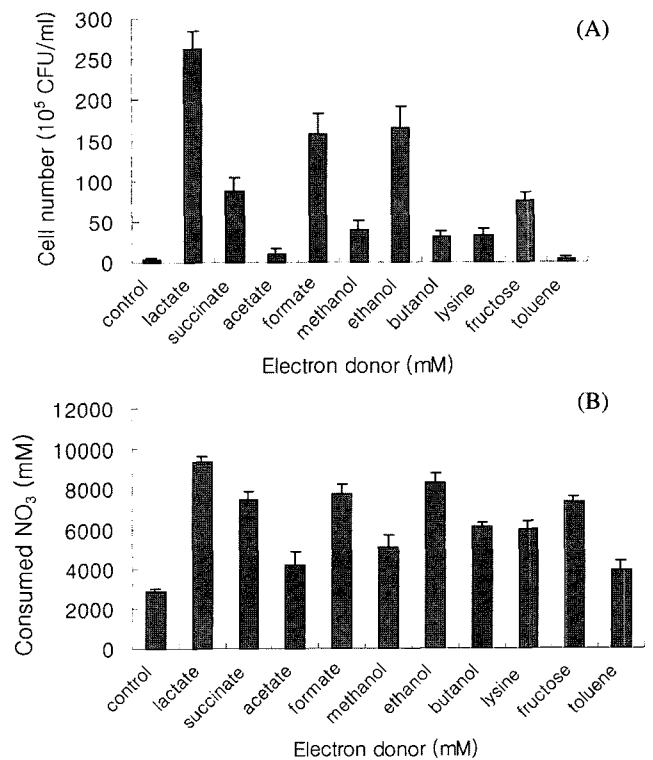 (A)
Cell number (10⁵ CFU/ml)
300
250
200
150
100
50
0
control
lactate
succinate
acetate
formate
methanol
ethanol
butanol
lysine
fructose
toluene
Electron donor (mM)
(B)
Consumed NO₃ (mM)
12000
10000
8000
6000
4000
2000
0
control
lactate
succinate
acetate
formate
methanol
ethanol
butanol
lysine
fructose
toluene
Electron donor (mM)